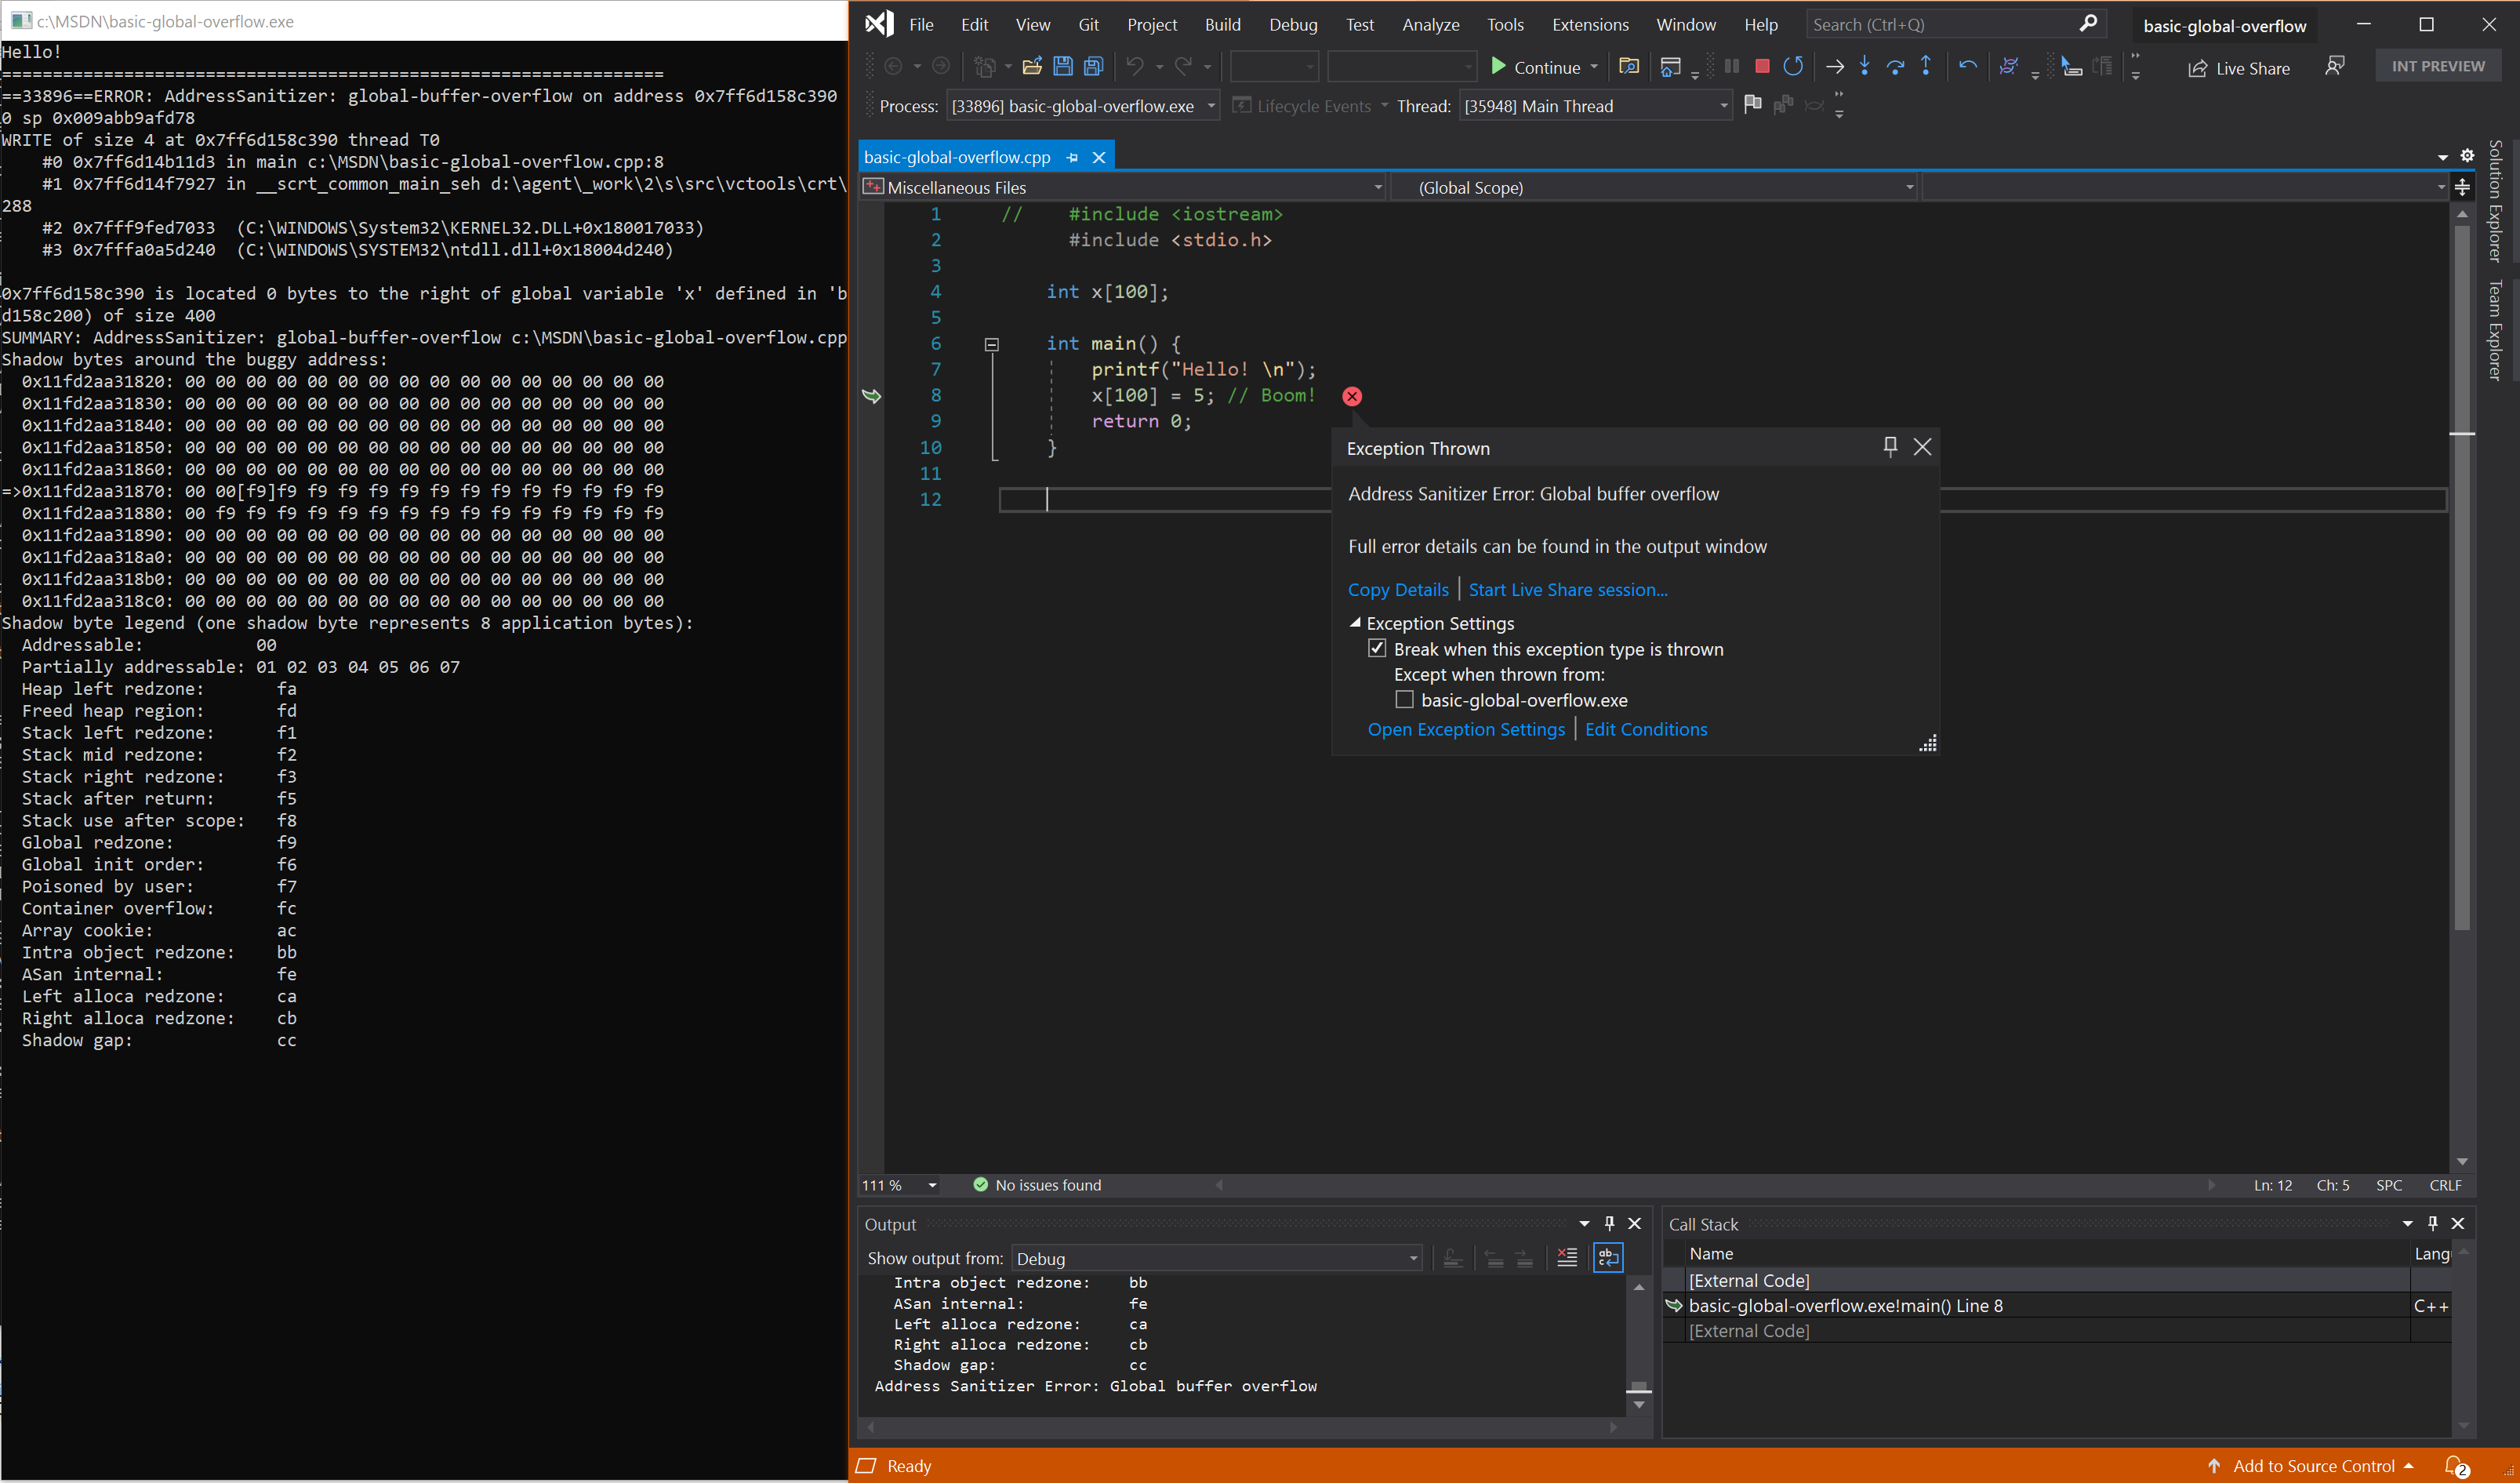 c:\MSDN\basic-global-overflow.exe
Hello!
=================================================================
==33896==ERROR: AddressSanitizer: global-buffer-overflow on address 0x7ff6d158c390
0 sp 0x009abb9afd78
WRITE of size 4 at 0x7ff6d158c390 thread T0
    #0 0x7ff6d14b11d3 in main c:\MSDN\basic-global-overflow.cpp:8
    #1 0x7ff6d14f7927 in __scrt_common_main_seh d:\agent\_work\2\s\src\vctools\crt\
288
    #2 0x7fff9fed7033  (C:\WINDOWS\System32\KERNEL32.DLL+0x180017033)
    #3 0x7fffa0a5d240  (C:\WINDOWS\SYSTEM32\ntdll.dll+0x18004d240)
0x7ff6d158c390 is located 0 bytes to the right of global variable 'x' defined in 'b
d158c200) of size 400
SUMMARY: AddressSanitizer: global-buffer-overflow c:\MSDN\basic-global-overflow.cpp
Shadow bytes around the buggy address:
  0x11fd2aa31820: 00 00 00 00 00 00 00 00 00 00 00 00 00 00 00 00
  0x11fd2aa31830: 00 00 00 00 00 00 00 00 00 00 00 00 00 00 00 00
  0x11fd2aa31840: 00 00 00 00 00 00 00 00 00 00 00 00 00 00 00 00
  0x11fd2aa31850: 00 00 00 00 00 00 00 00 00 00 00 00 00 00 00 00
  0x11fd2aa31860: 00 00 00 00 00 00 00 00 00 00 00 00 00 00 00 00
=>0x11fd2aa31870: 00 00[f9]f9 f9 f9 f9 f9 f9 f9 f9 f9 f9 f9 f9 f9
  0x11fd2aa31880: 00 f9 f9 f9 f9 f9 f9 f9 f9 f9 f9 f9 f9 f9 f9 f9
  0x11fd2aa31890: 00 00 00 00 00 00 00 00 00 00 00 00 00 00 00 00
  0x11fd2aa318a0: 00 00 00 00 00 00 00 00 00 00 00 00 00 00 00 00
  0x11fd2aa318b0: 00 00 00 00 00 00 00 00 00 00 00 00 00 00 00 00
  0x11fd2aa318c0: 00 00 00 00 00 00 00 00 00 00 00 00 00 00 00 00
Shadow byte legend (one shadow byte represents 8 application bytes):
  Addressable:           00
  Partially addressable: 01 02 03 04 05 06 07
  Heap left redzone:       fa
  Freed heap region:       fd
  Stack left redzone:      f1
  Stack mid redzone:       f2
  Stack right redzone:     f3
  Stack after return:      f5
  Stack use after scope:   f8
  Global redzone:          f9
  Global init order:       f6
  Poisoned by user:        f7
  Container overflow:      fc
  Array cookie:            ac
  Intra object redzone:    bb
  ASan internal:           fe
  Left alloca redzone:     ca
  Right alloca redzone:    cb
  Shadow gap:              cc
File Edit View Git Project Build Debug Test Analyze Tools Extensions Window Help Search (Ctrl+Q) basic-global-overflow
Continue Live Share INT PREVIEW
Process: [33896] basic-global-overflow.exe Lifecycle Events Thread: [35948] Main Thread
basic-global-overflow.cpp
Miscellaneous Files (Global Scope)
1 //    #include <iostream>
2 #include <stdio.h>
3
4 int x[100];
5
6 int main() {
7 printf("Hello! \n");
8 x[100] = 5; // Boom!
9 return 0;
10 }
11
12
Exception Thrown
Address Sanitizer Error: Global buffer overflow
Full error details can be found in the output window
Copy Details | Start Live Share session...
Exception Settings
Break when this exception type is thrown
Except when thrown from:
basic-global-overflow.exe
Open Exception Settings | Edit Conditions
Solution Explorer
Team Explorer
111 % No issues found Ln: 12 Ch: 5 SPC CRLF
Output
Show output from: Debug
  Intra object redzone:    bb
  ASan internal:           fe
  Left alloca redzone:     ca
  Right alloca redzone:    cb
  Shadow gap:              cc
Address Sanitizer Error: Global buffer overflow
Call Stack
Name Lang
[External Code]
basic-global-overflow.exe!main() Line 8 C++
[External Code]
Ready Add to Source Control 2